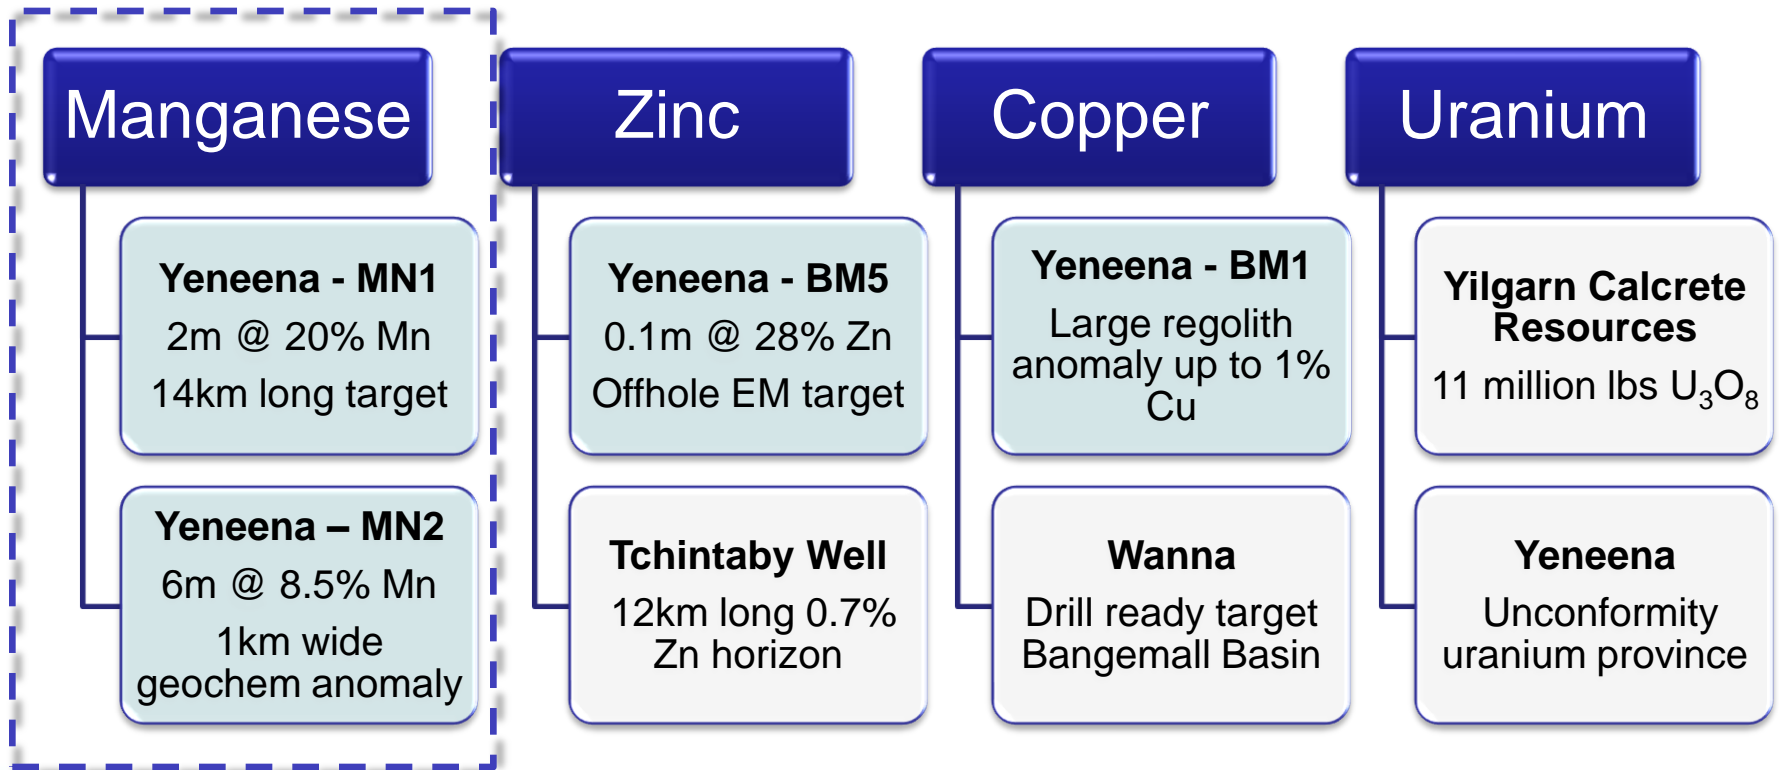 Manganese
Yeneena - MN1
2m @ 20% Mn
14km long target
Yeneena – MN2
6m @ 8.5% Mn
1km wide
geochem anomaly
Zinc
Yeneena - BM5
0.1m @ 28% Zn
Offhole EM target
Tchintaby Well
12km long 0.7%
Zn horizon
Copper
Yeneena - BM1
Large regolith
anomaly up to 1%
Cu
Wanna
Drill ready target
Bangemall Basin
Uranium
Yilgarn Calcrete
Resources
11 million lbs U₃O₈
Yeneena
Unconformity
uranium province